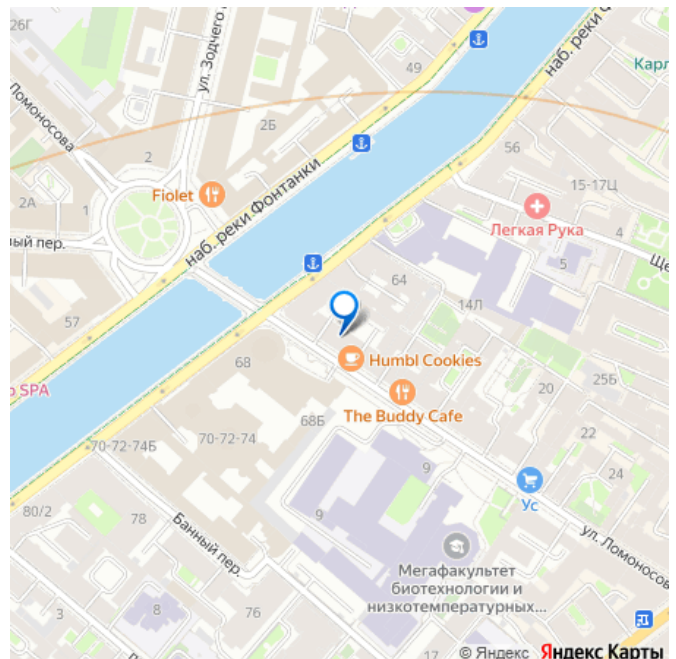 26Г
ул. Зодчего
49
наб. реки Ф
Карл
Ломоносова
2Б
56
2
15-17Ц
Fiolet
2А
1
наб. реки Фонтанки
Легкая Рука
4
ый пер.
5
Ще
64
14Л
57
Humbl Cookies
68
о SPA
The Buddy Cafe
20
25Б
68Б
22
70-72-74Б
70-72-74
9
24
Ус
80/2
78
9
ул. Ломоносов
Банный пер.
Мегафакультет
биотехнологии и
низкотемпературных...
3
8
76
17
© Яндекс Яндекс Карты